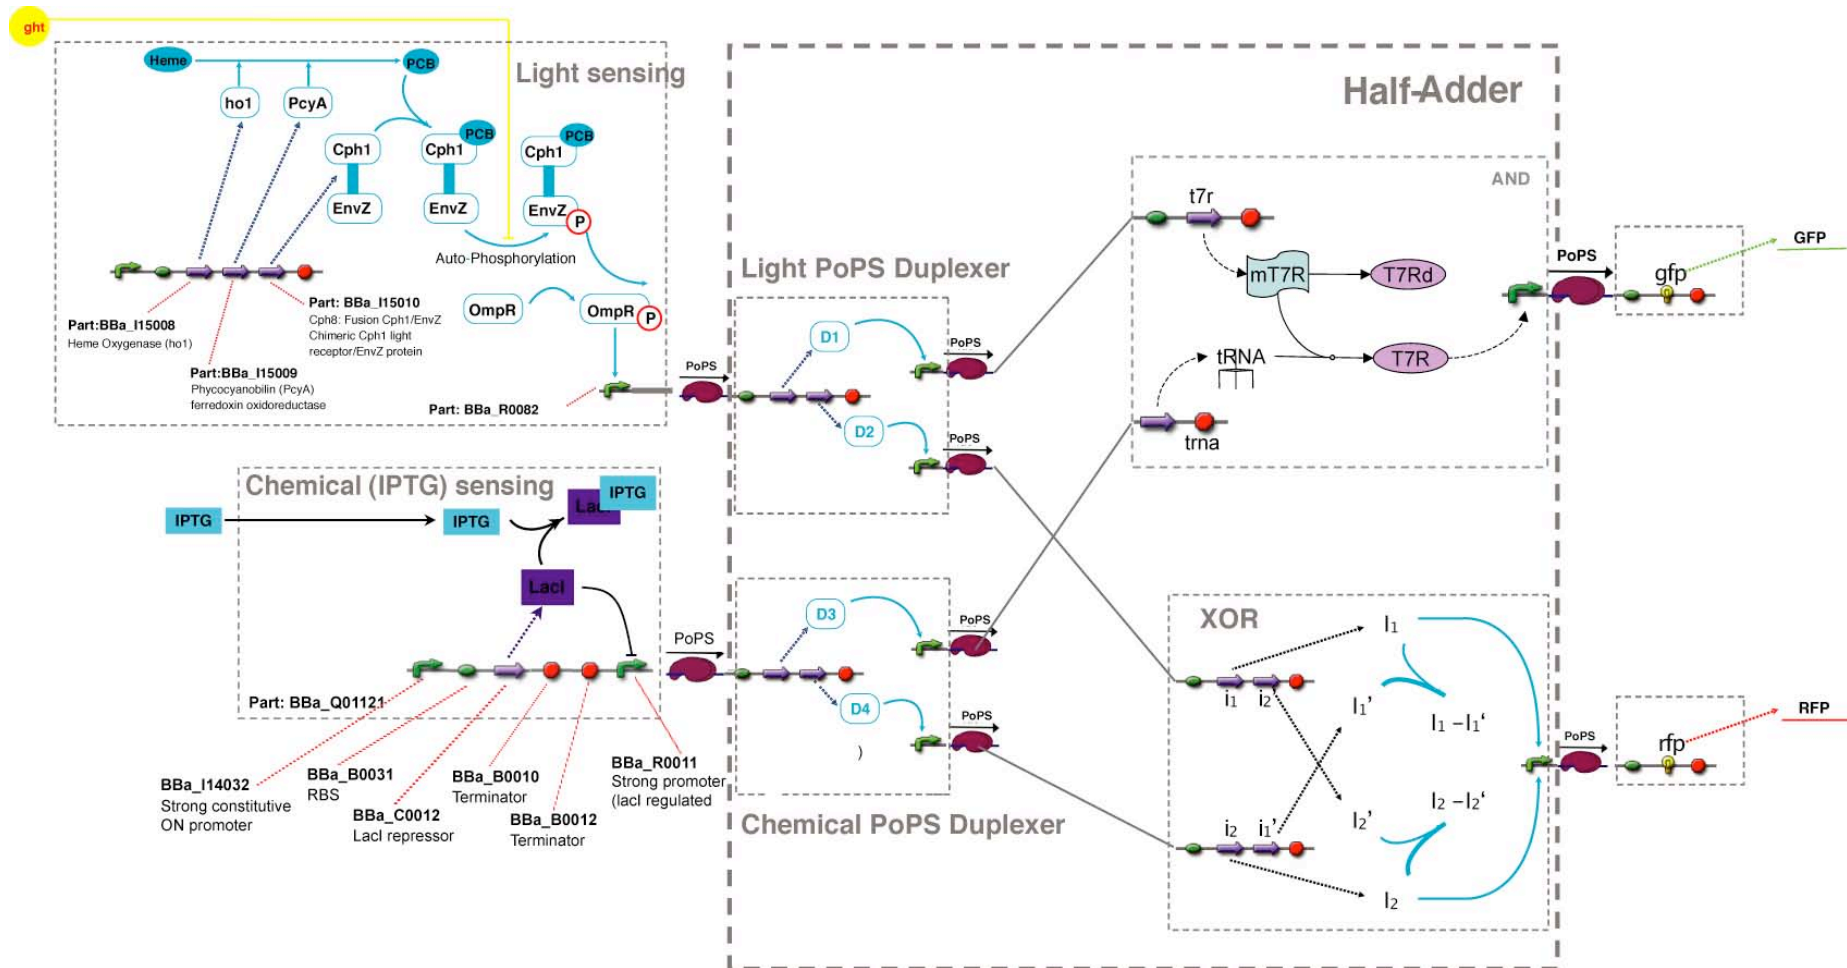 ght
Light sensing
Heme
PCB
ho1
PcyA
Cph1
EnvZ
Cph1
PCB
EnvZ
Cph1
PCB
EnvZ
P
Auto-Phosphorylation
OmpR
OmpR
P
Part:BBa_I15008
Heme Oxygenase (ho1)
Part:BBa_I15009
Phycocyanobilin (PcyA)
ferredoxin oxidoreductase
Part: BBa_I15010
Cph8: Fusion Cph1/EnvZ
Chimeric Cph1 light
receptor/EnvZ protein
Part: BBa_R0082
PoPS
Chemical (IPTG) sensing
IPTG
IPTG
LacI
IPTG
LacI
Part: BBa_Q01121
BBa_I14032
Strong constitutive
ON promoter
BBa_B0031
RBS
BBa_C0012
LacI repressor
BBa_B0010
Terminator
BBa_B0012
Terminator
BBa_R0011
Strong promoter
(lacI regulated
)
PoPS
Half-Adder
Light PoPS Duplexer
D1
D2
PoPS
PoPS
D3
D4
PoPS
PoPS
Chemical PoPS Duplexer
AND
t7r
mT7R
T7Rd
tRNA
T7R
trna
PoPS
gfp
GFP
XOR
i1 i2'
I1
I1'
I1 – I1'
I2 – I2'
I2'
i2 i1'
I2
PoPS
rfp
RFP